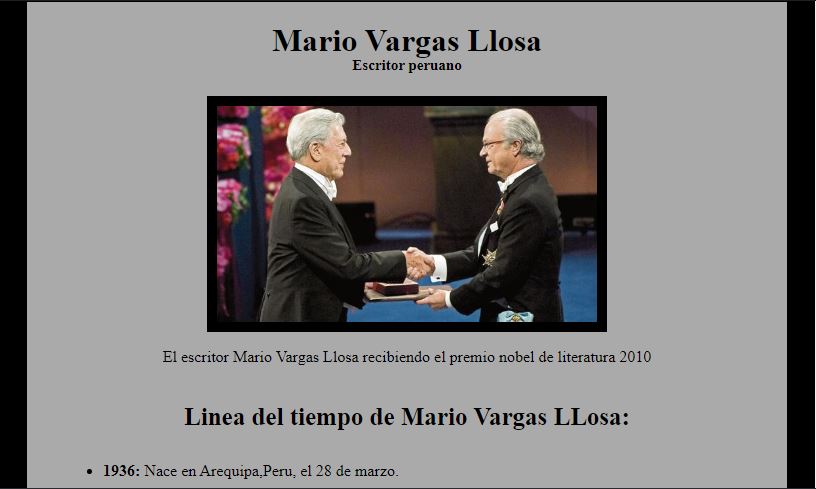 Mario Vargas Llosa
Escritor peruano
El escritor Mario Vargas Llosa recibiendo el premio nobel de literatura 2010
Linea del tiempo de Mario Vargas LLosa:
• 1936: Nace en Arequipa,Peru, el 28 de marzo.